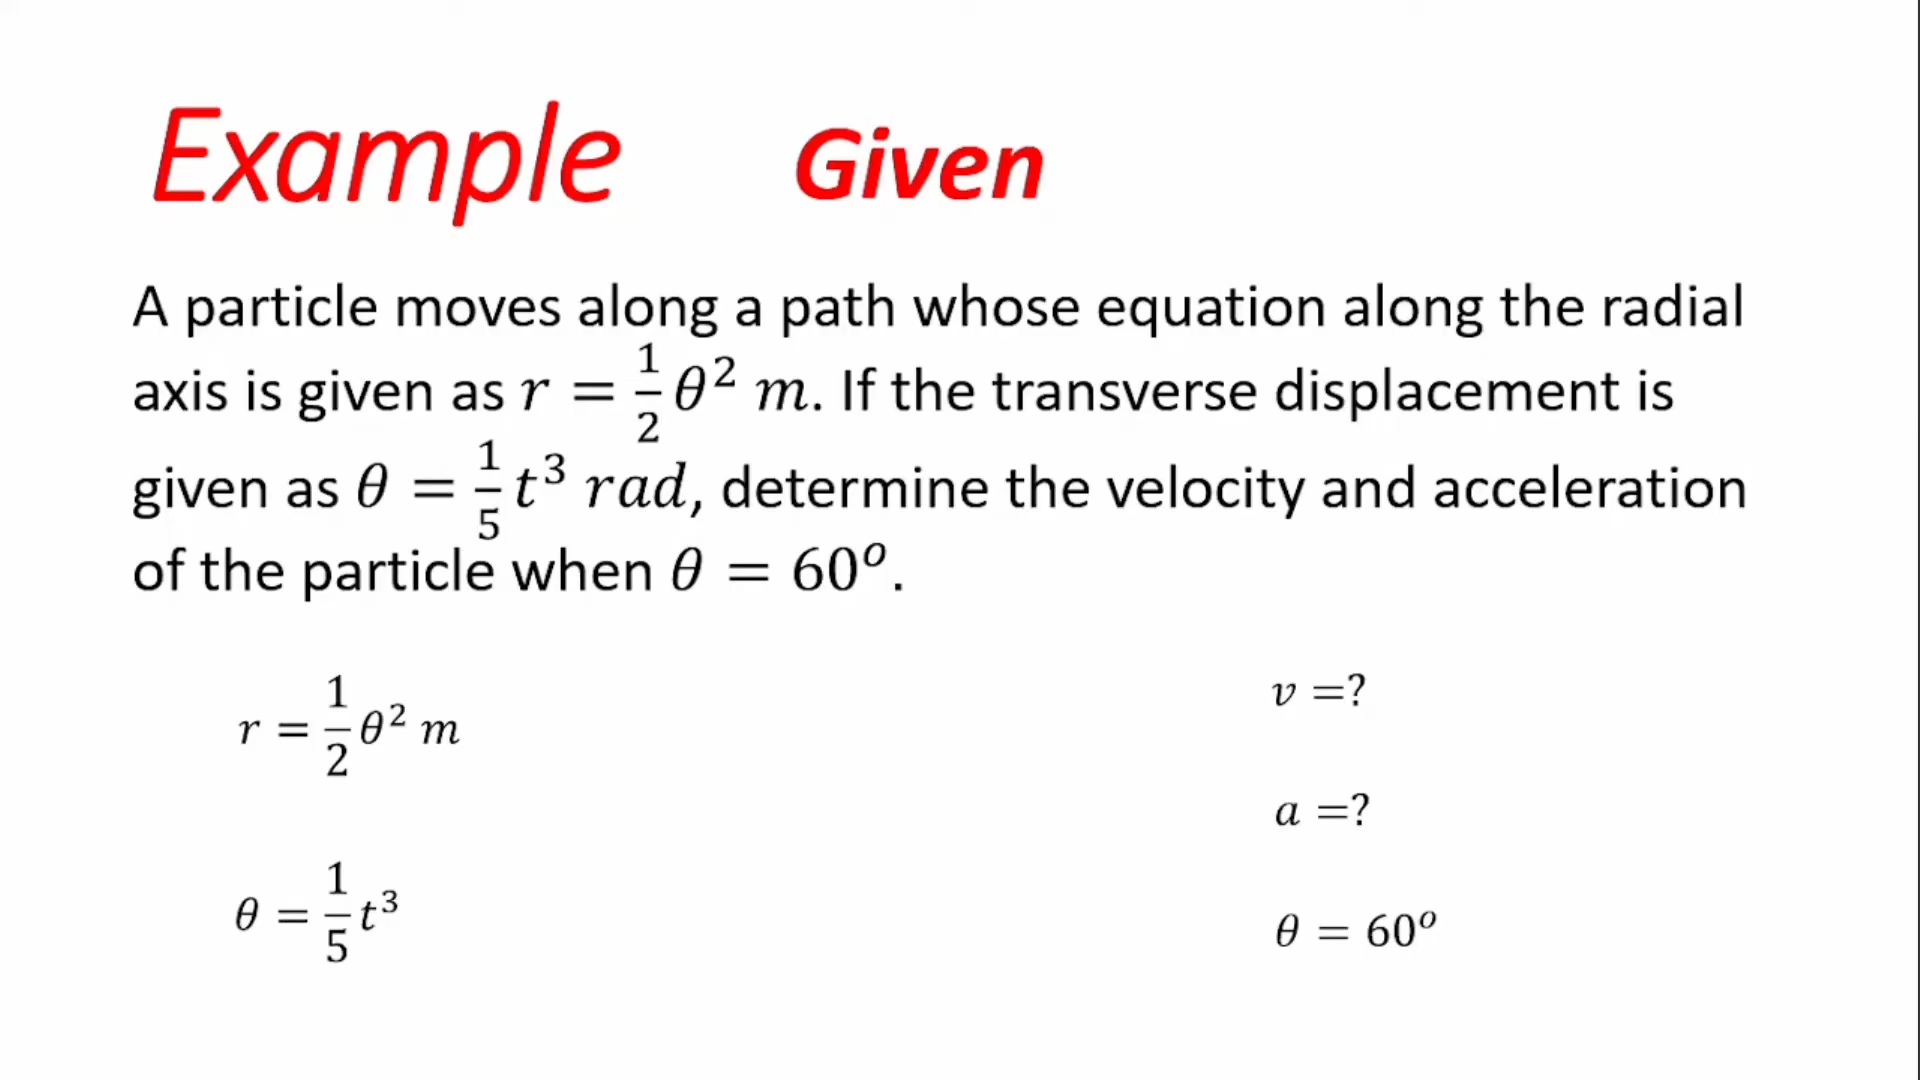 Example Given
A particle moves along a path whose equation along the radial
axis is given as r = 1/2 θ² m. If the transverse displacement is
given as θ = 1/5 t³ rad, determine the velocity and acceleration
of the particle when θ = 60ᵒ.
r = 1/2 θ² m
v =?
a =?
θ = 1/5 t³
θ = 60ᵒ